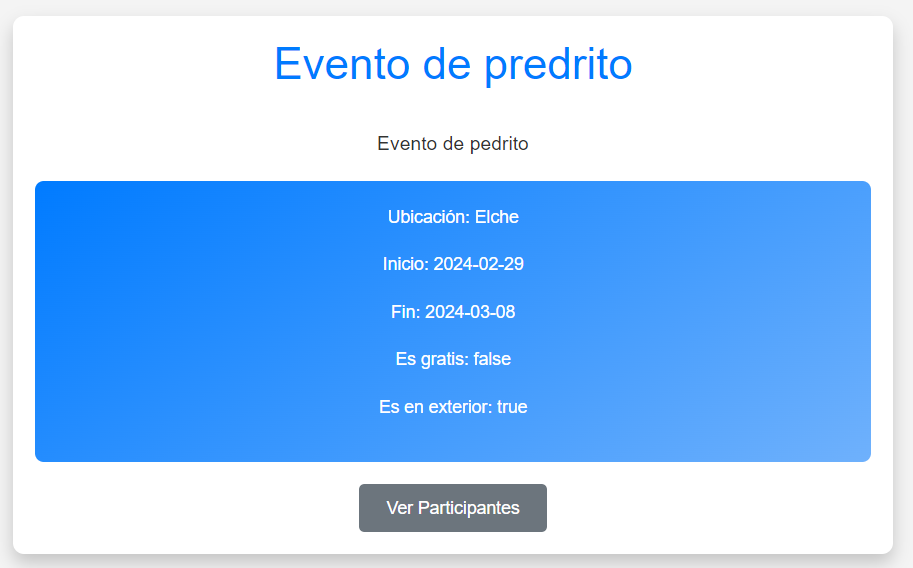 Evento de predrito
Evento de pedrito
Ubicación: Elche
Inicio: 2024-02-29
Fin: 2024-03-08
Es gratis: false
Es en exterior: true
Ver Participantes